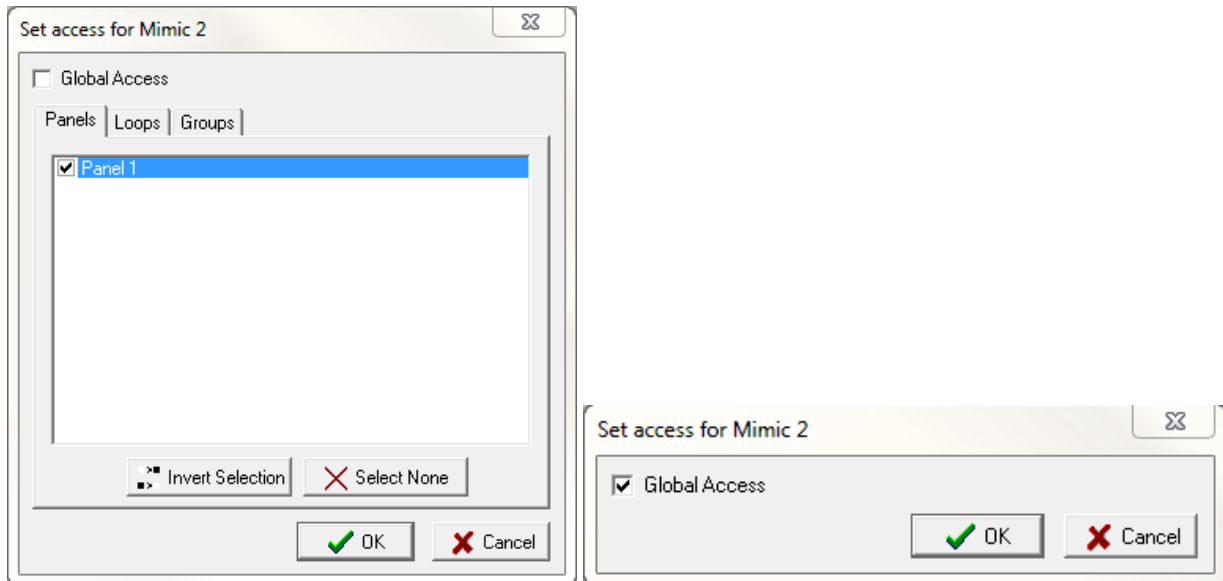 Set access for Mimic 2
Global Access
Panels Loops Groups
Panel 1
Invert Selection Select None
OK Cancel
Set access for Mimic 2
Global Access
OK Cancel